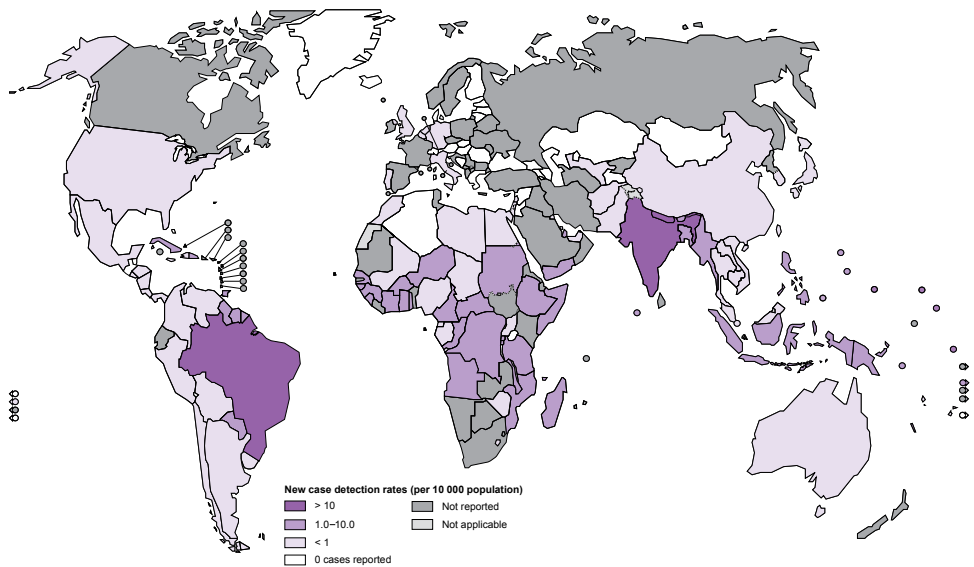 New case detection rates (per 10 000 population)
> 10
Not reported
1.0–10.0
Not applicable
< 1
0 cases reported